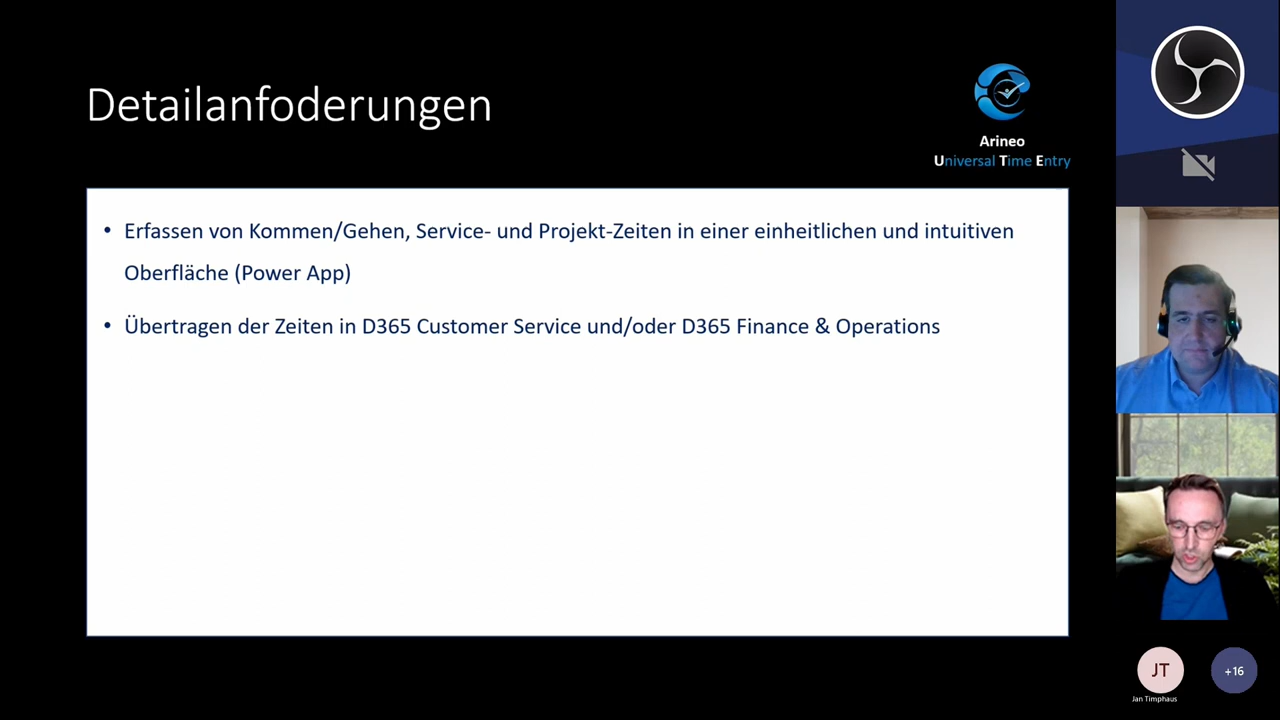 Detailanfoderungen
Arineo
Universal Time Entry
• Erfassen von Kommen/Gehen, Service- und Projekt-Zeiten in einer einheitlichen und intuitiven
Oberfläche (Power App)
• Übertragen der Zeiten in D365 Customer Service und/oder D365 Finance & Operations
JT
+16
Jan Timphaus